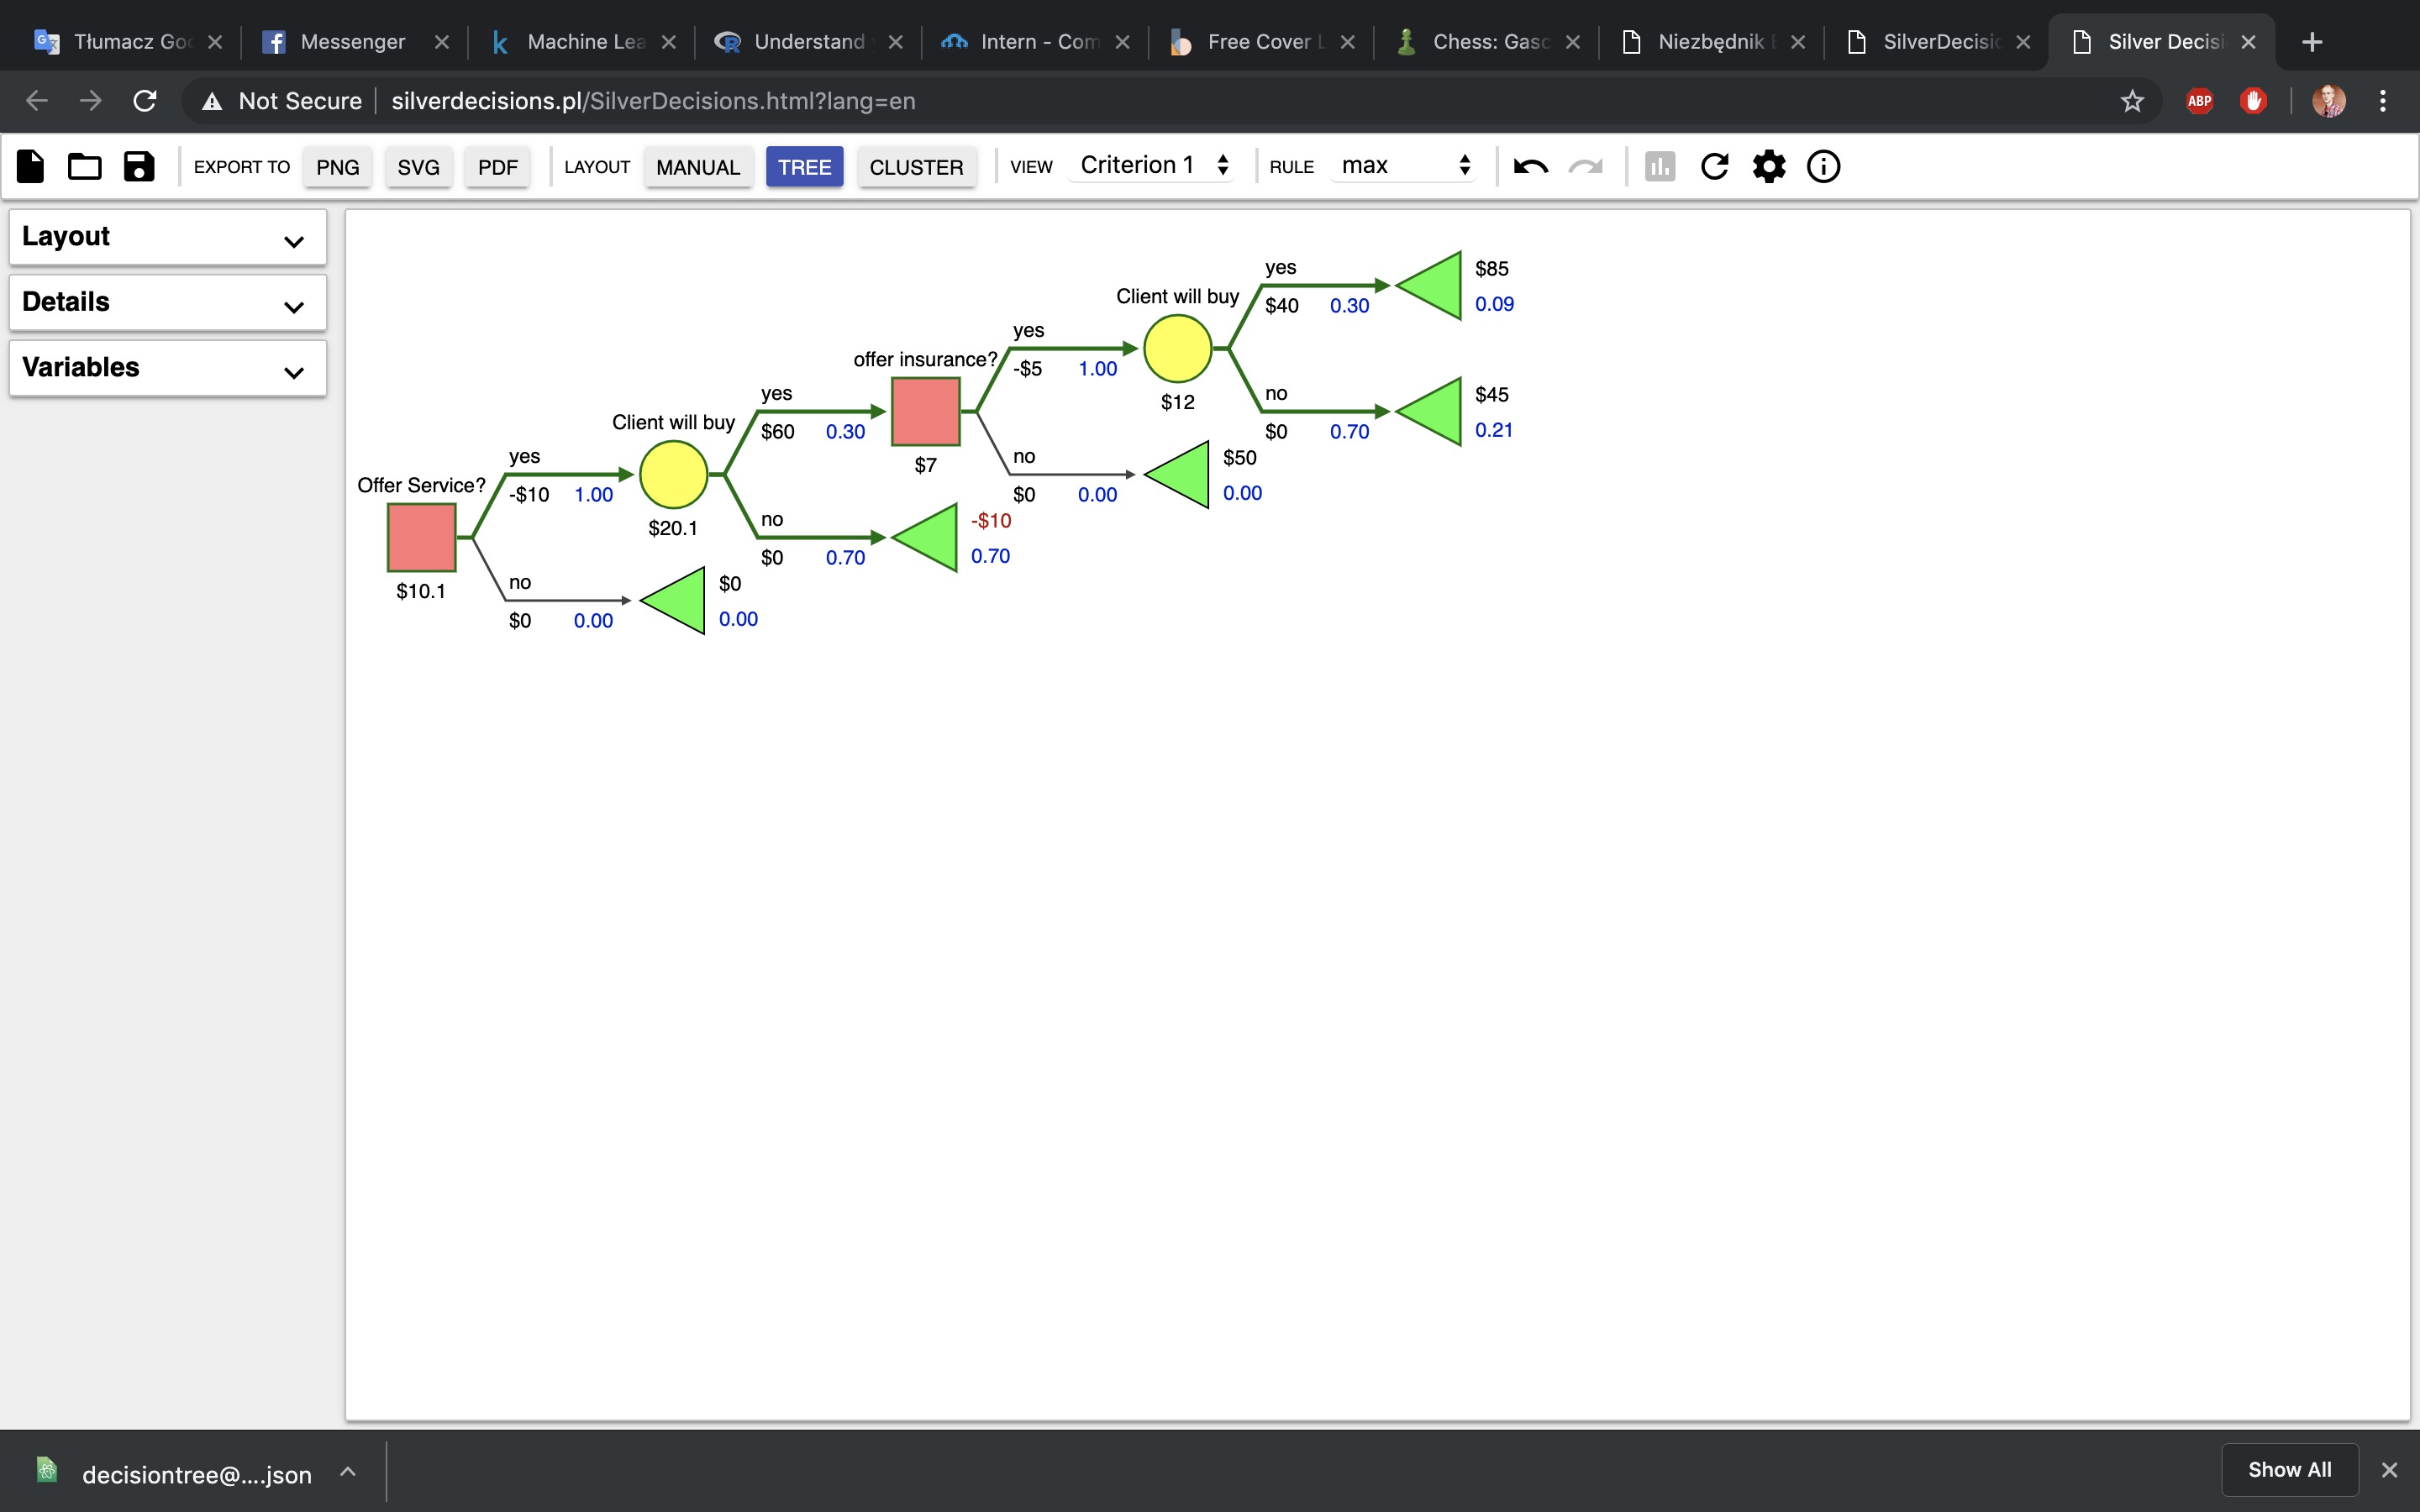 Tłumacz Goo
Messenger
Machine Lea
Understand
Intern - Com
Free Cover L
Chess: Gasc
Niezbędnik E
SilverDecisio
Silver Decisi
Not Secure silverdecisions.pl/SilverDecisions.html?lang=en ABP
EXPORT TO PNG SVG PDF LAYOUT MANUAL TREE CLUSTER VIEW Criterion 1 RULE max
Layout
Details
Variables
Offer Service?
$10.1
yes
-$10 1.00
no
$0 0.00
Client will buy
$20.1
$0
0.00
yes
$60 0.30
no
$0 0.70
offer insurance?
$7
-$10
0.70
yes
-$5 1.00
no
$0 0.00
Client will buy
$12
$50
0.00
yes
$40 0.30
no
$0 0.70
$85
0.09
$45
0.21
decisiontree@....json
Show All